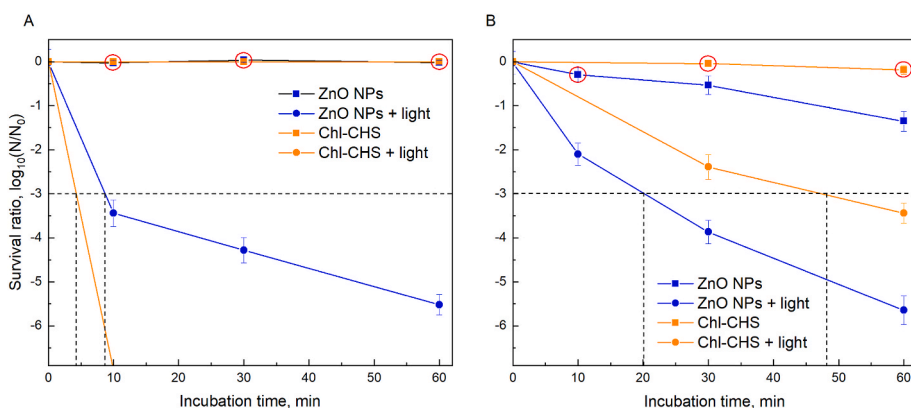 A
B
Survival ratio, log10(N/N0)
0
-1
-2
-3
-4
-5
-6
ZnO NPs
ZnO NPs + light
Chl-CHS
Chl-CHS + light
0
10
20
30
40
50
60
Incubation time, min
0
-1
-2
-3
-4
-5
-6
ZnO NPs
ZnO NPs + light
Chl-CHS
Chl-CHS + light
0
10
20
30
40
50
60
Incubation time, min